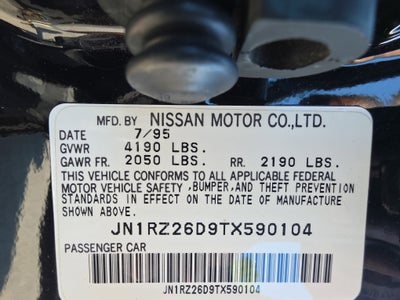 MFD. BY NISSAN MOTOR CO.,LTD.
DATE 7/95
GVWR 4190 LBS.
GAWR FR. 2050 LBS. RR. 2190 LBS.
THIS VEHICLE CONFORMS TO ALL APPLICABLE FEDERAL
MOTOR VEHICLE SAFETY ,BUMPER,AND THEFT PREVENTION
STANDARDS IN EFFECT ON THE DATE OF MANUFACTURE
SHOWN ABOVE.
JN1RZ26D9TX590104
PASSENGER CAR
JN1RZ26D9TX590104